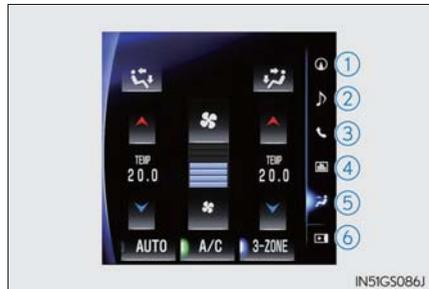 1
2
3
TEMP
20.0
TEMP
20.0
4
5
AUTO
A/C
3-ZONE
6
IN51GS086J